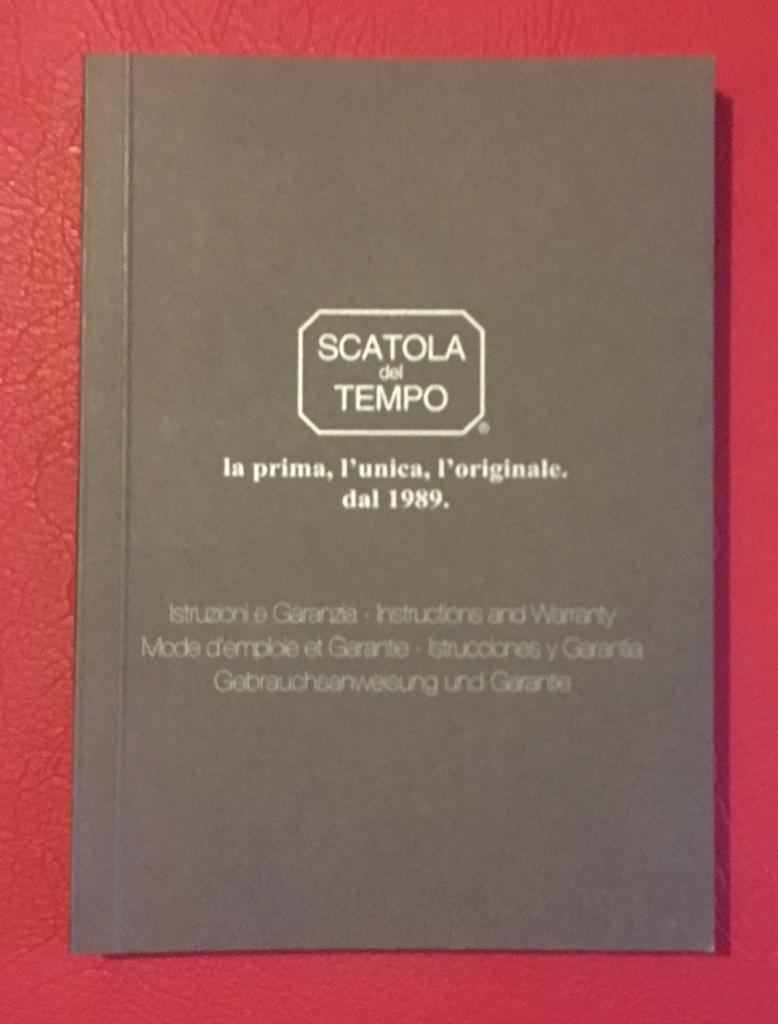 SCATOLA
del
TEMPO
®
la prima, l'unica, l'originale.
dal 1989.
Istruzioni e Garanzia - Instructions and Warranty
Mode d'emploie et Garantie - Istrucciones y Garantia
Gebrauchsanweisung und Garantie